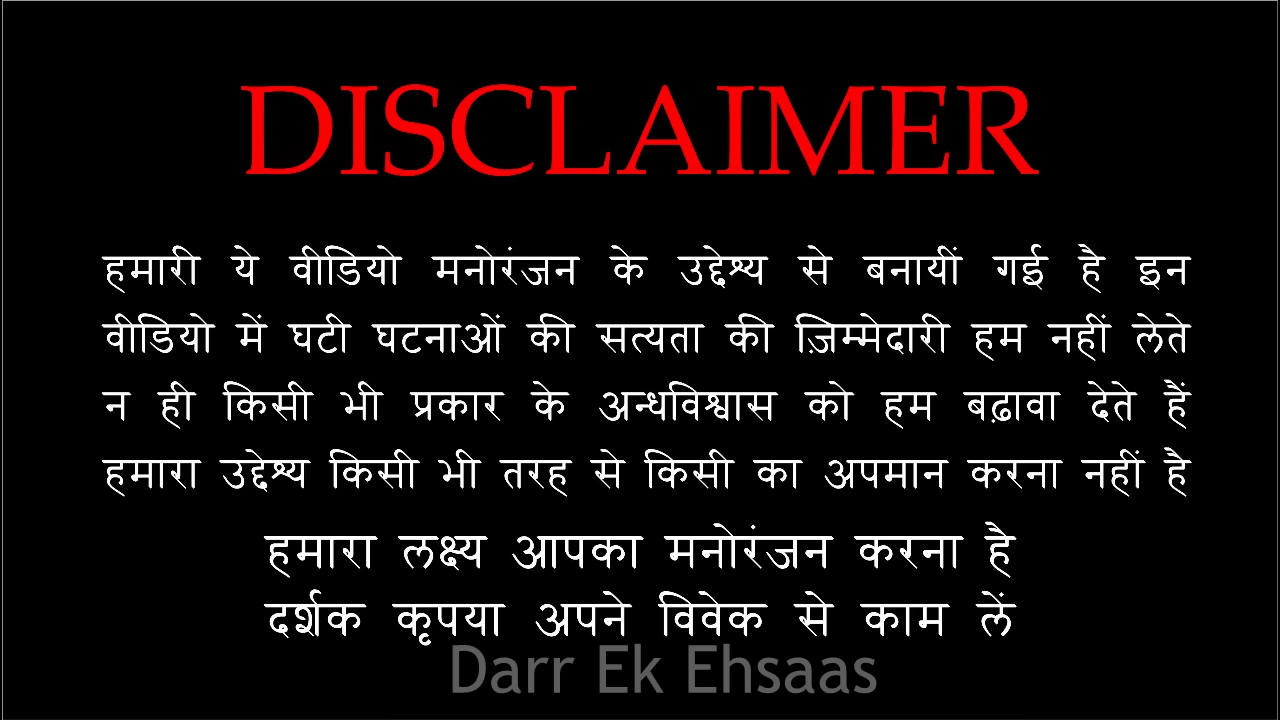 DISCLAIMER
हमारी ये वीडियो मनोरंजन के उद्देश्य से बनायीं गई है इन
वीडियो में घटी घटनाओं की सत्यता की ज़िम्मेदारी हम नहीं लेते
न ही किसी भी प्रकार के अन्धविश्वास को हम बढ़ावा देते हैं
हमारा उद्देश्य किसी भी तरह से किसी का अपमान करना नहीं है
हमारा लक्ष्य आपका मनोरंजन करना है
दर्शक कृपया अपने विवेक से काम लें
Darr Ek Ehsaas